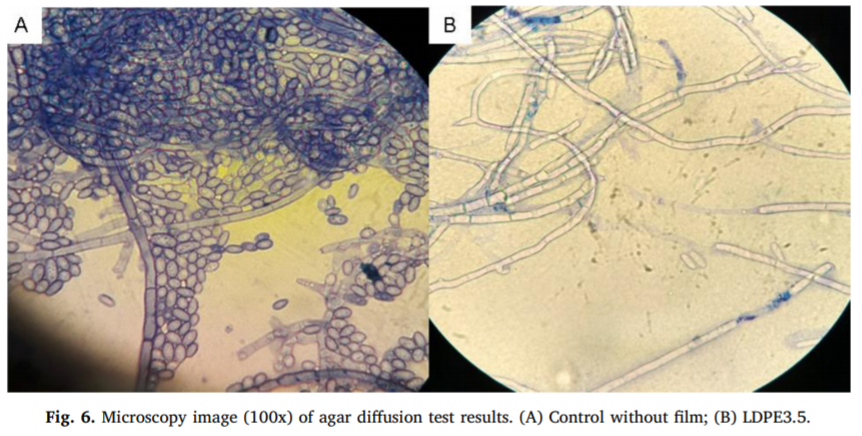 A
B
Fig. 6. Microscopy image (100x) of agar diffusion test results. (A) Control without film; (B) LDPE3.5.